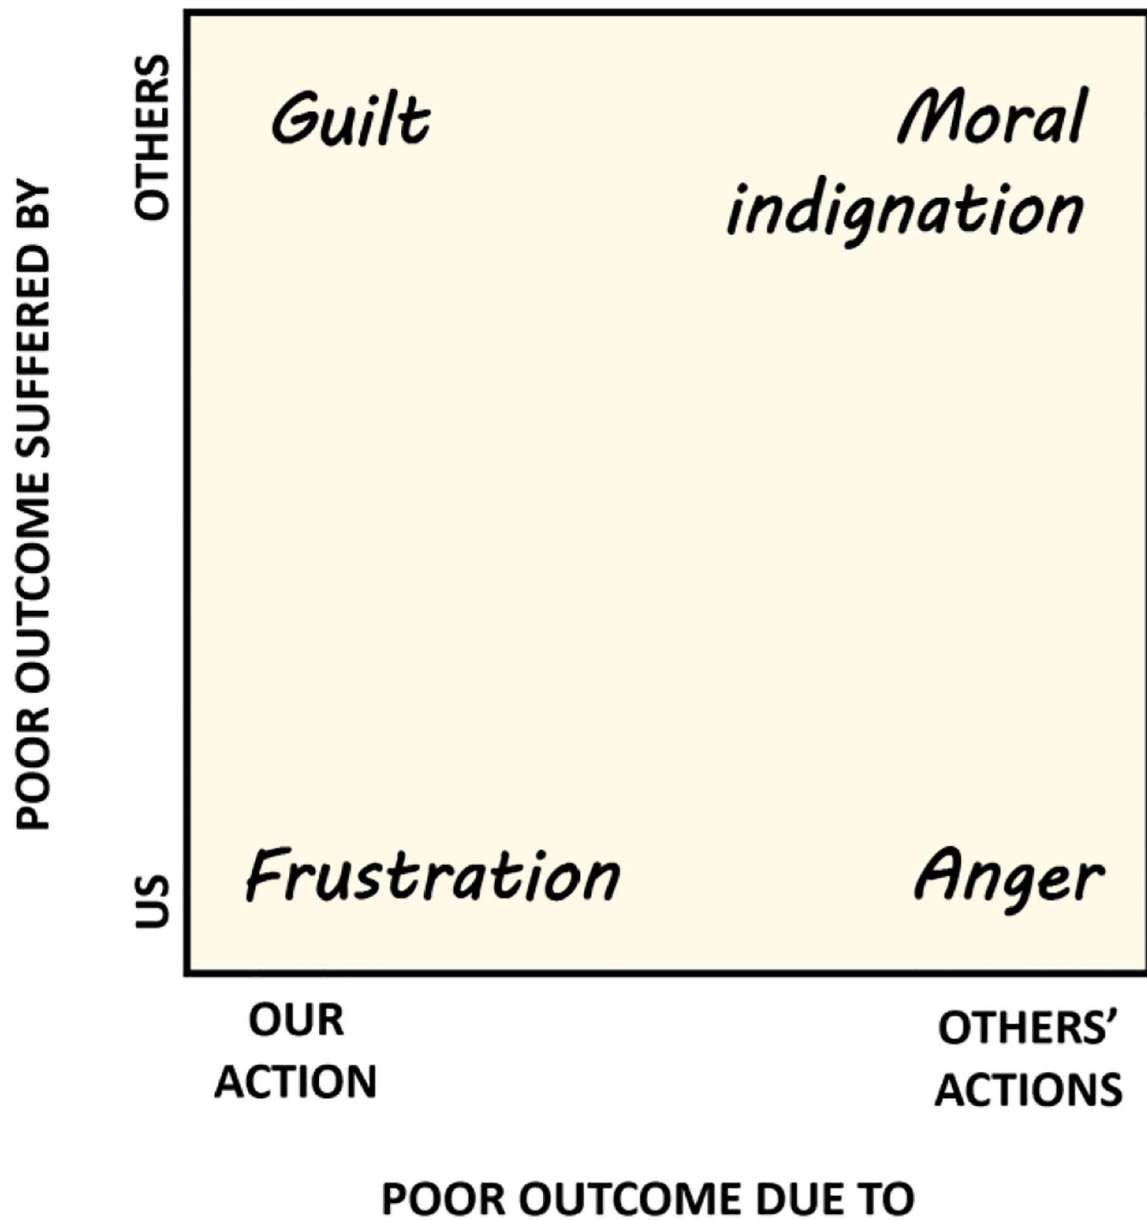 POOR OUTCOME SUFFERED BY
OTHERS
US
Guilt
Moral
indignation
Frustration
Anger
OUR
ACTION
OTHERS’
ACTIONS
POOR OUTCOME DUE TO